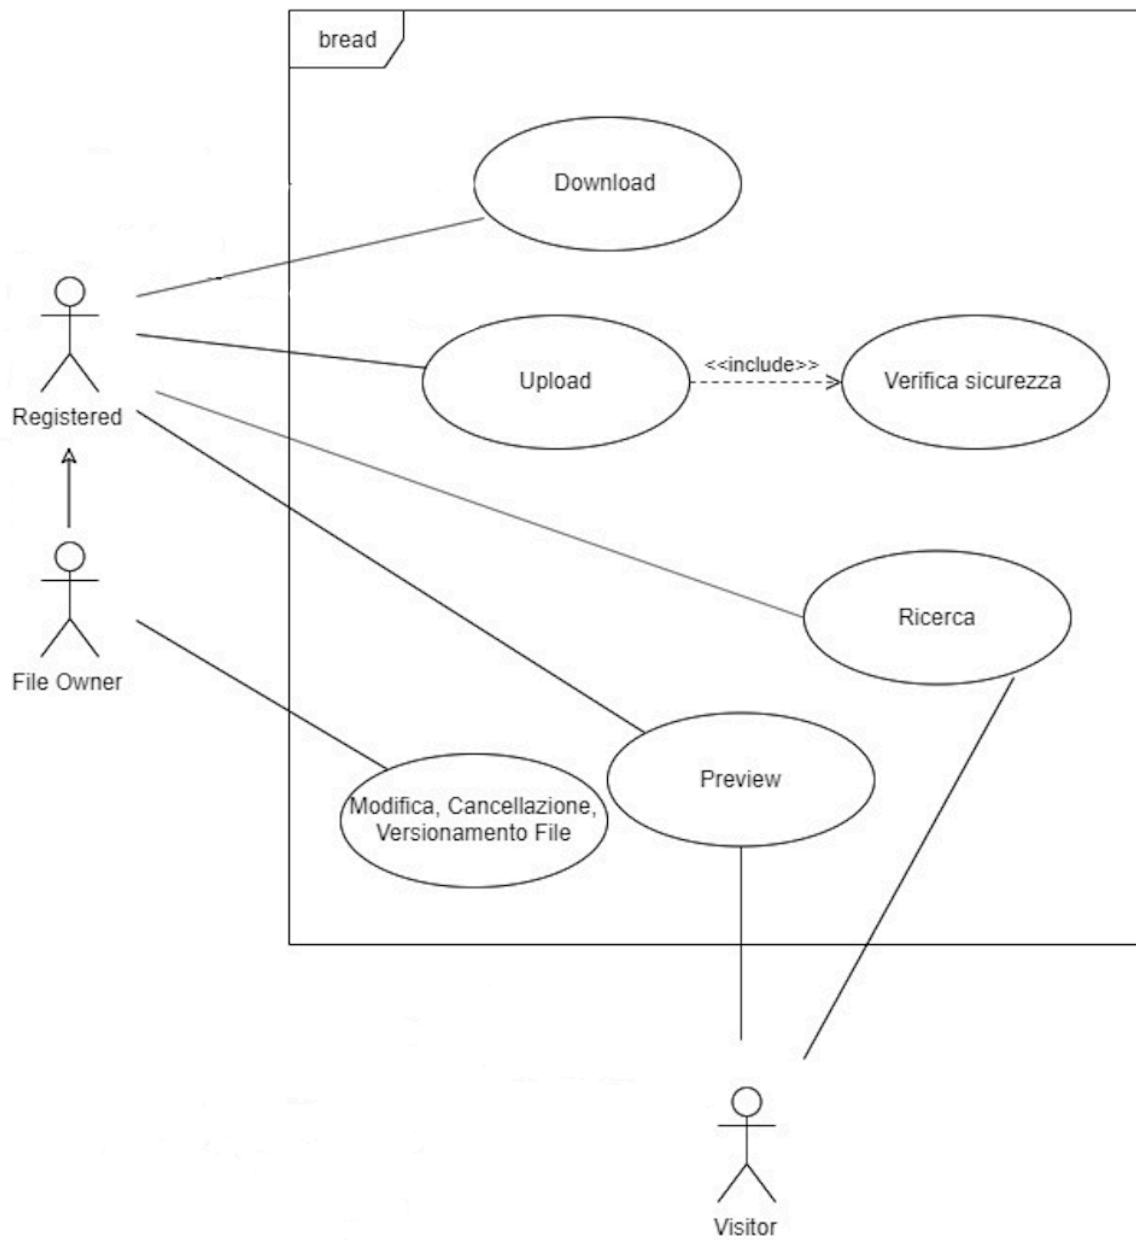 bread
Download
Upload
<<include>>
Verifica sicurezza
Registered
Ricerca
File Owner
Preview
Modifica, Cancellazione,
Versionamento File
Visitor